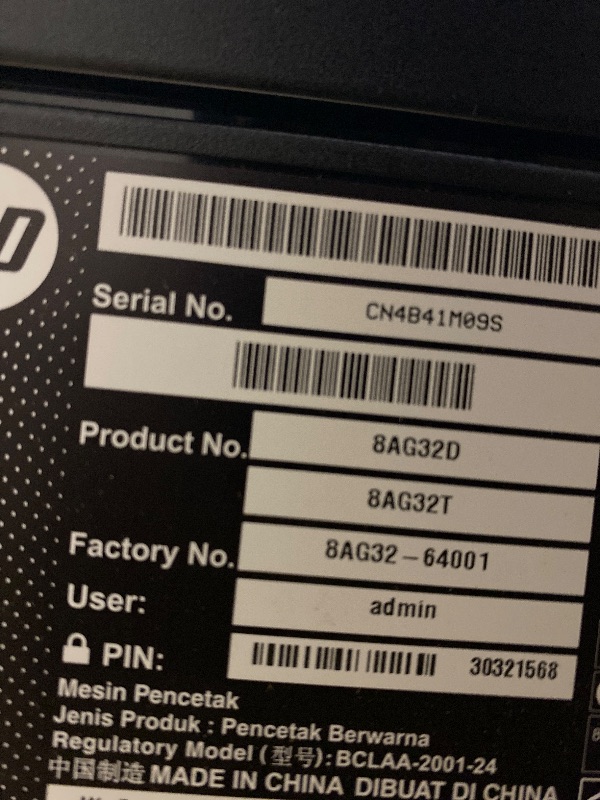 Serial No. CN4B41M09S
Product No. 8AG32D
8AG32T
Factory No. 8AG32-64001
User: admin
PIN: 30321568
Mesin Pencetak
Jenis Produk : Pencetak Berwarna
Regulatory Model (型号):BCLAA-2001-24
中国制造 MADE IN CHINA DIBUAT DI CHINA